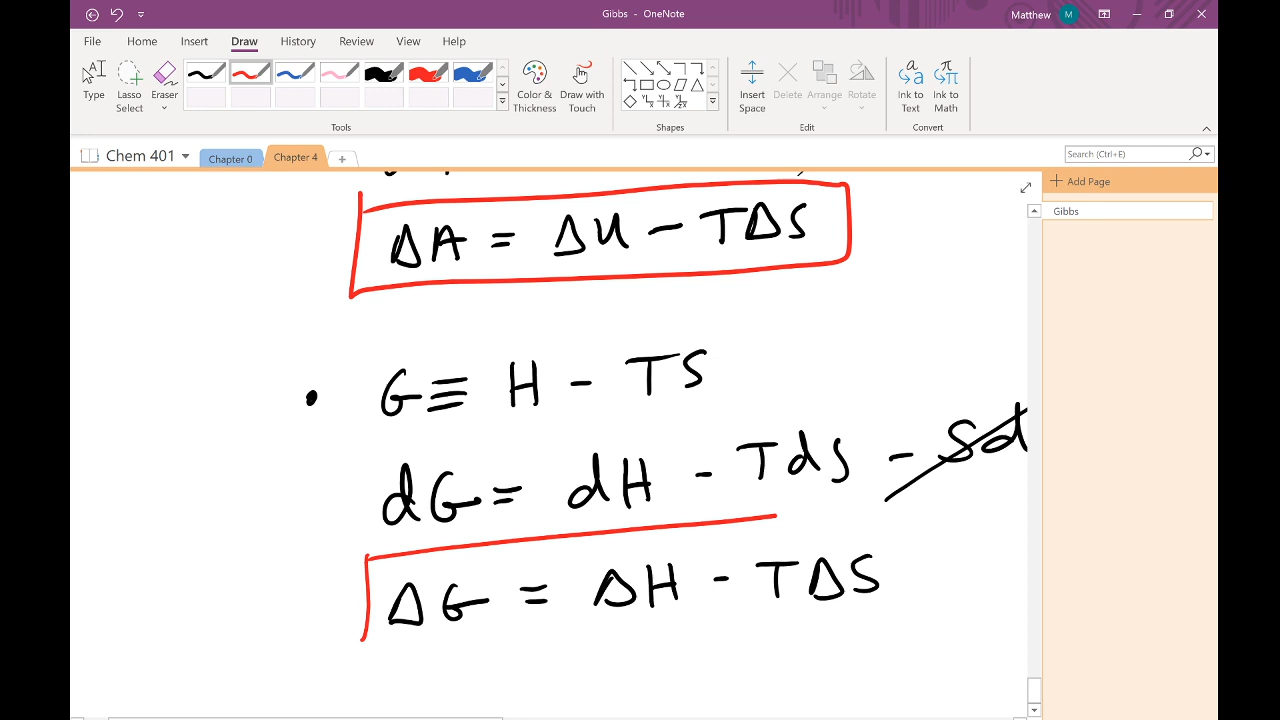 Gibbs - OneNote
Matthew M
File Home Insert Draw History Review View Help
Type
Lasso Select
Eraser
Color & Thickness
Draw with Touch
Insert Space
Delete
Arrange
Rotate
Ink to Text
Ink to Math
Tools
Shapes
Edit
Convert
Chem 401
Chapter 0
Chapter 4
Search (Ctrl+E)
Add Page
Gibbs
ΔA = ΔU - TΔS
• G ≡ H - TS
dG = dH - TdS - Sd
ΔG = ΔH - TΔS